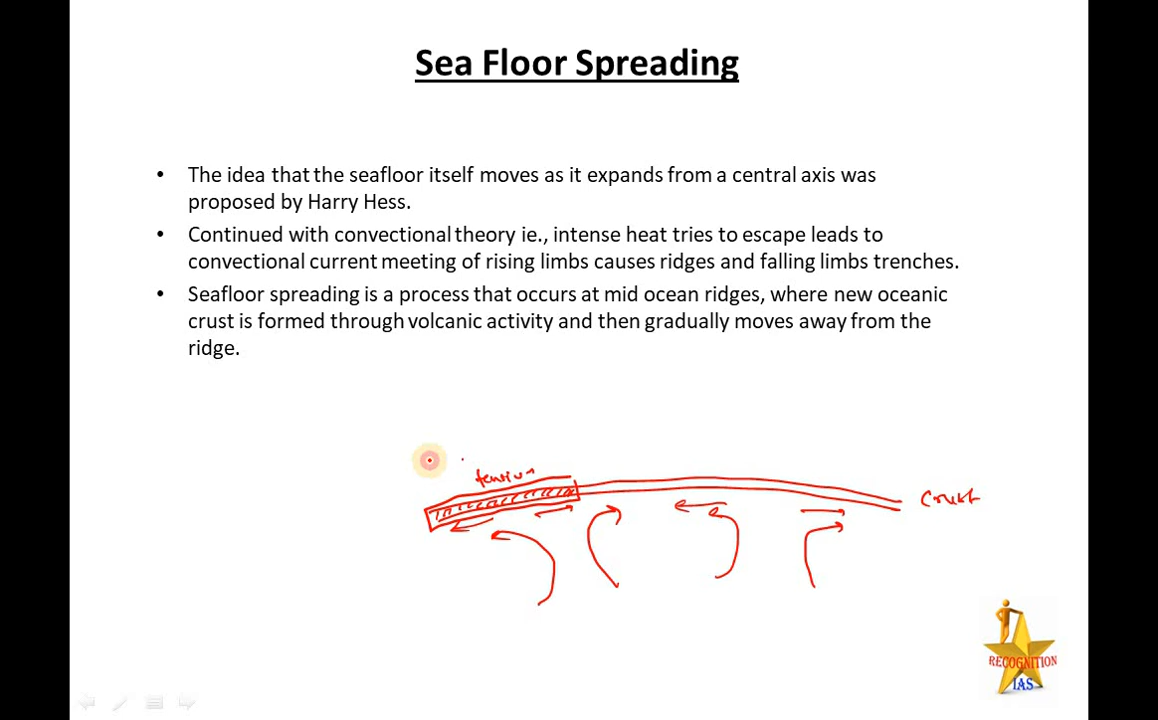 Sea Floor Spreading
• The idea that the seafloor itself moves as it expands from a central axis was
proposed by Harry Hess.
• Continued with convectional theory ie., intense heat tries to escape leads to
convectional current meeting of rising limbs causes ridges and falling limbs trenches.
• Seafloor spreading is a process that occurs at mid ocean ridges, where new oceanic
crust is formed through volcanic activity and then gradually moves away from the
ridge.
tension
Crust
RECOGNITION
IAS